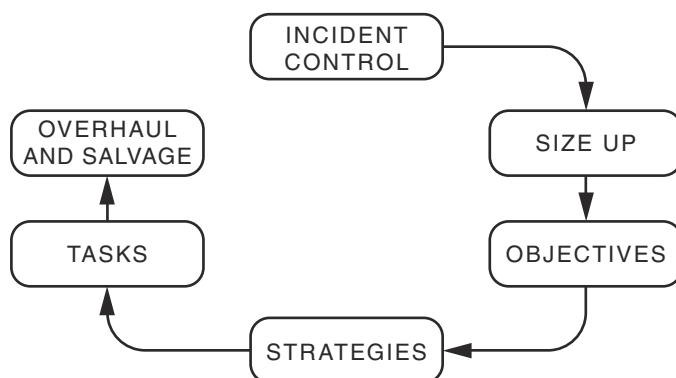 INCIDENT
CONTROL
SIZE UP
OBJECTIVES
STRATEGIES
TASKS
OVERHAUL
AND SALVAGE